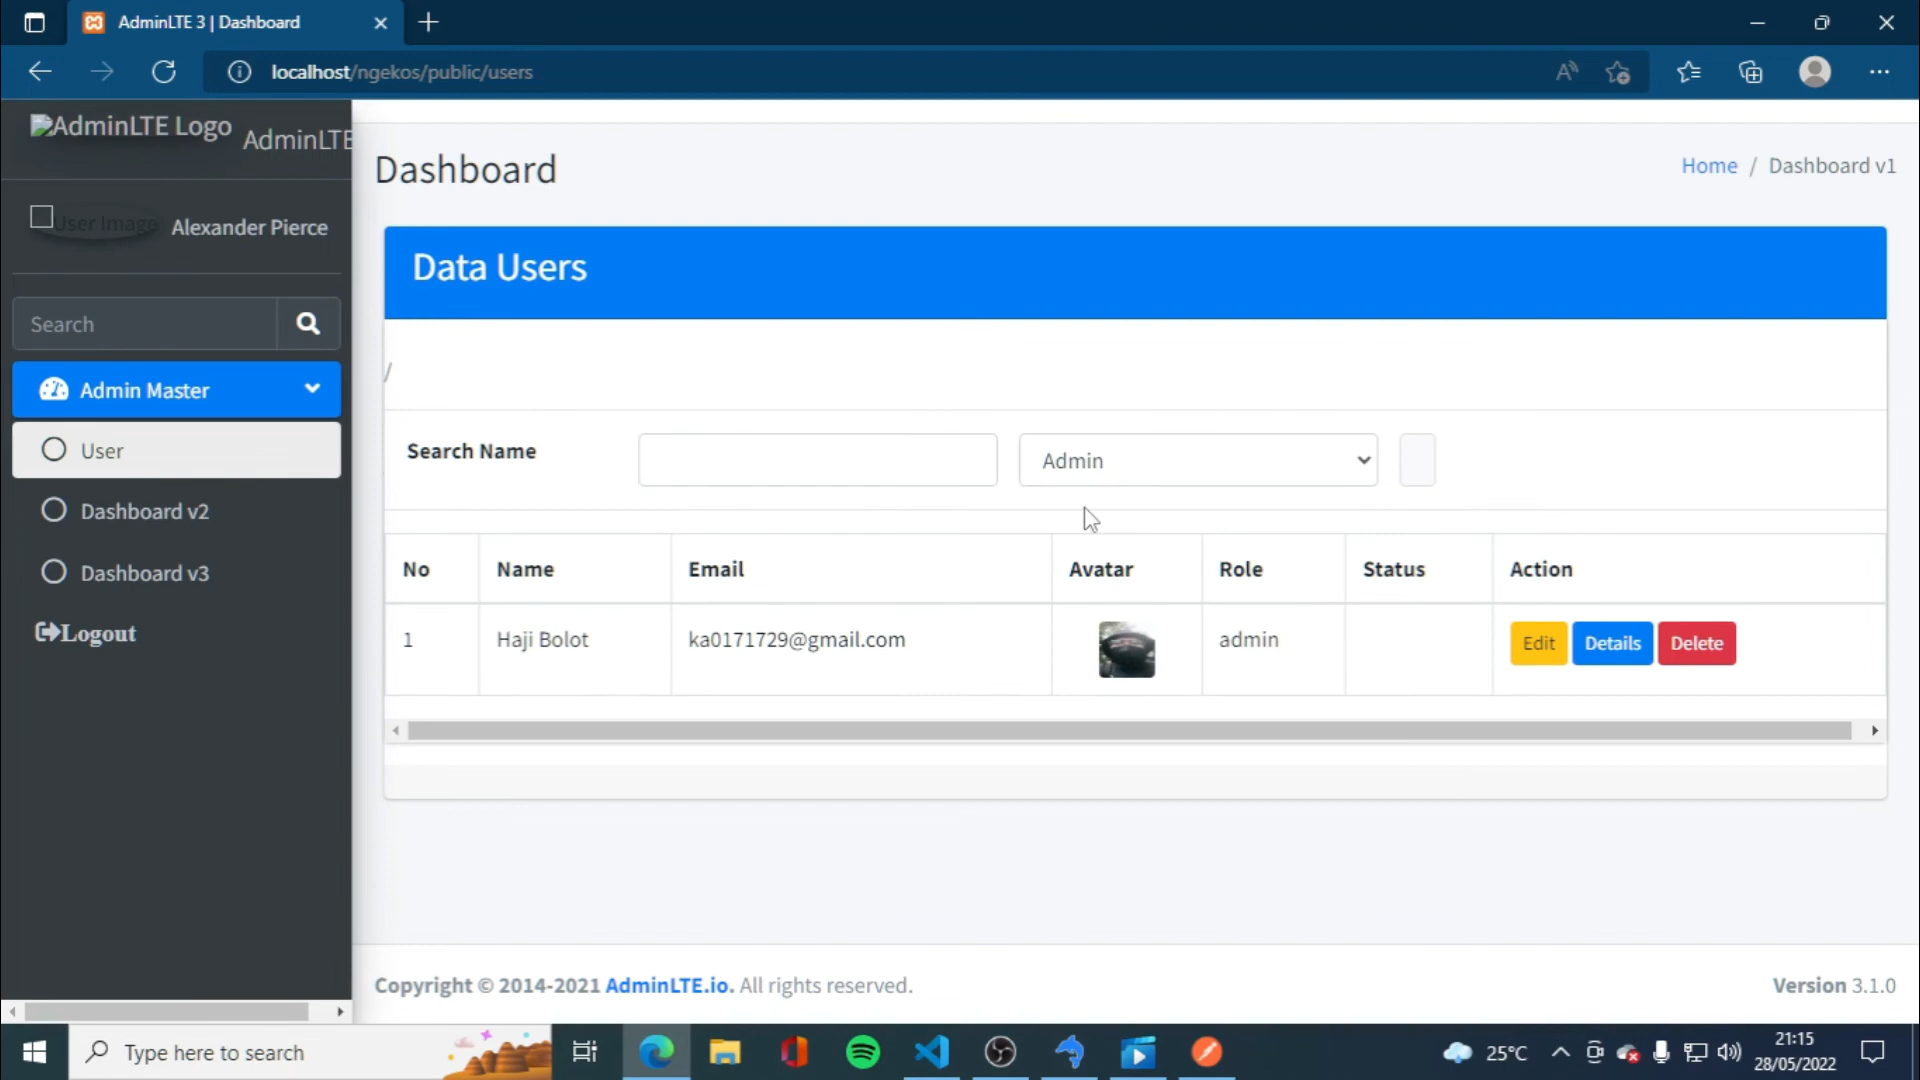 AdminLTE 3 | Dashboard
localhost/ngekos/public/users
AdminLTE Logo
AdminLTE
User Image
Alexander Pierce
Search
Admin Master
User
Dashboard v2
Dashboard v3
Logout
Dashboard
Home / Dashboard v1
Data Users
/
Search Name
Admin
No Name Email Avatar Role Status Action
1 Haji Bolot ka0171729@gmail.com admin Edit Details Delete
Copyright © 2014-2021 AdminLTE.io. All rights reserved.
Version 3.1.0
Type here to search
25°C
21:15
28/05/2022